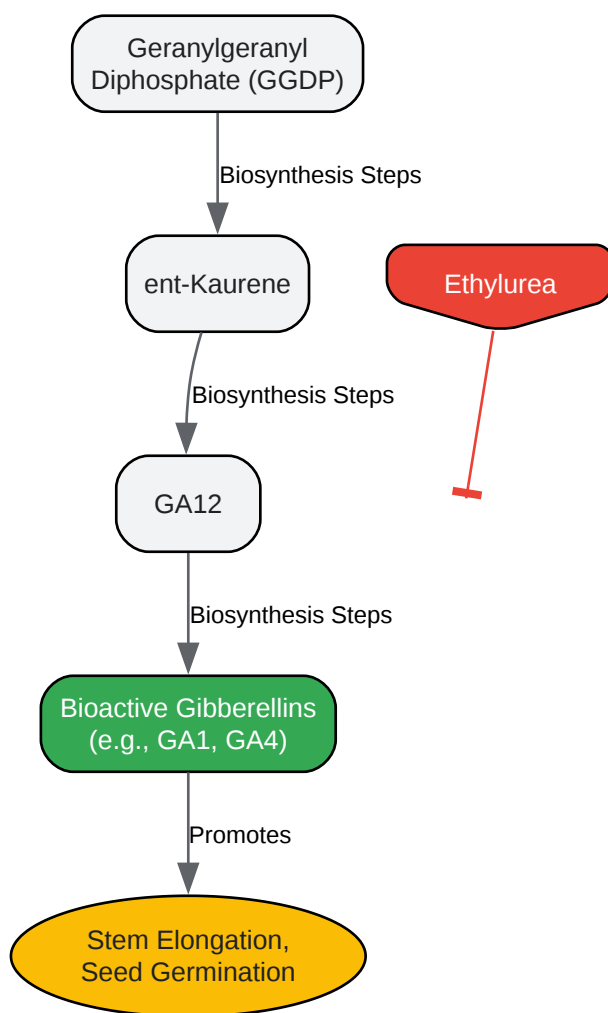 Geranylgeranyl
Diphosphate (GGDP)
Biosynthesis Steps
ent-Kaurene
Ethylurea
Biosynthesis Steps
GA12
Biosynthesis Steps
Bioactive Gibberellins
(e.g., GA1, GA4)
Promotes
Stem Elongation,
Seed Germination